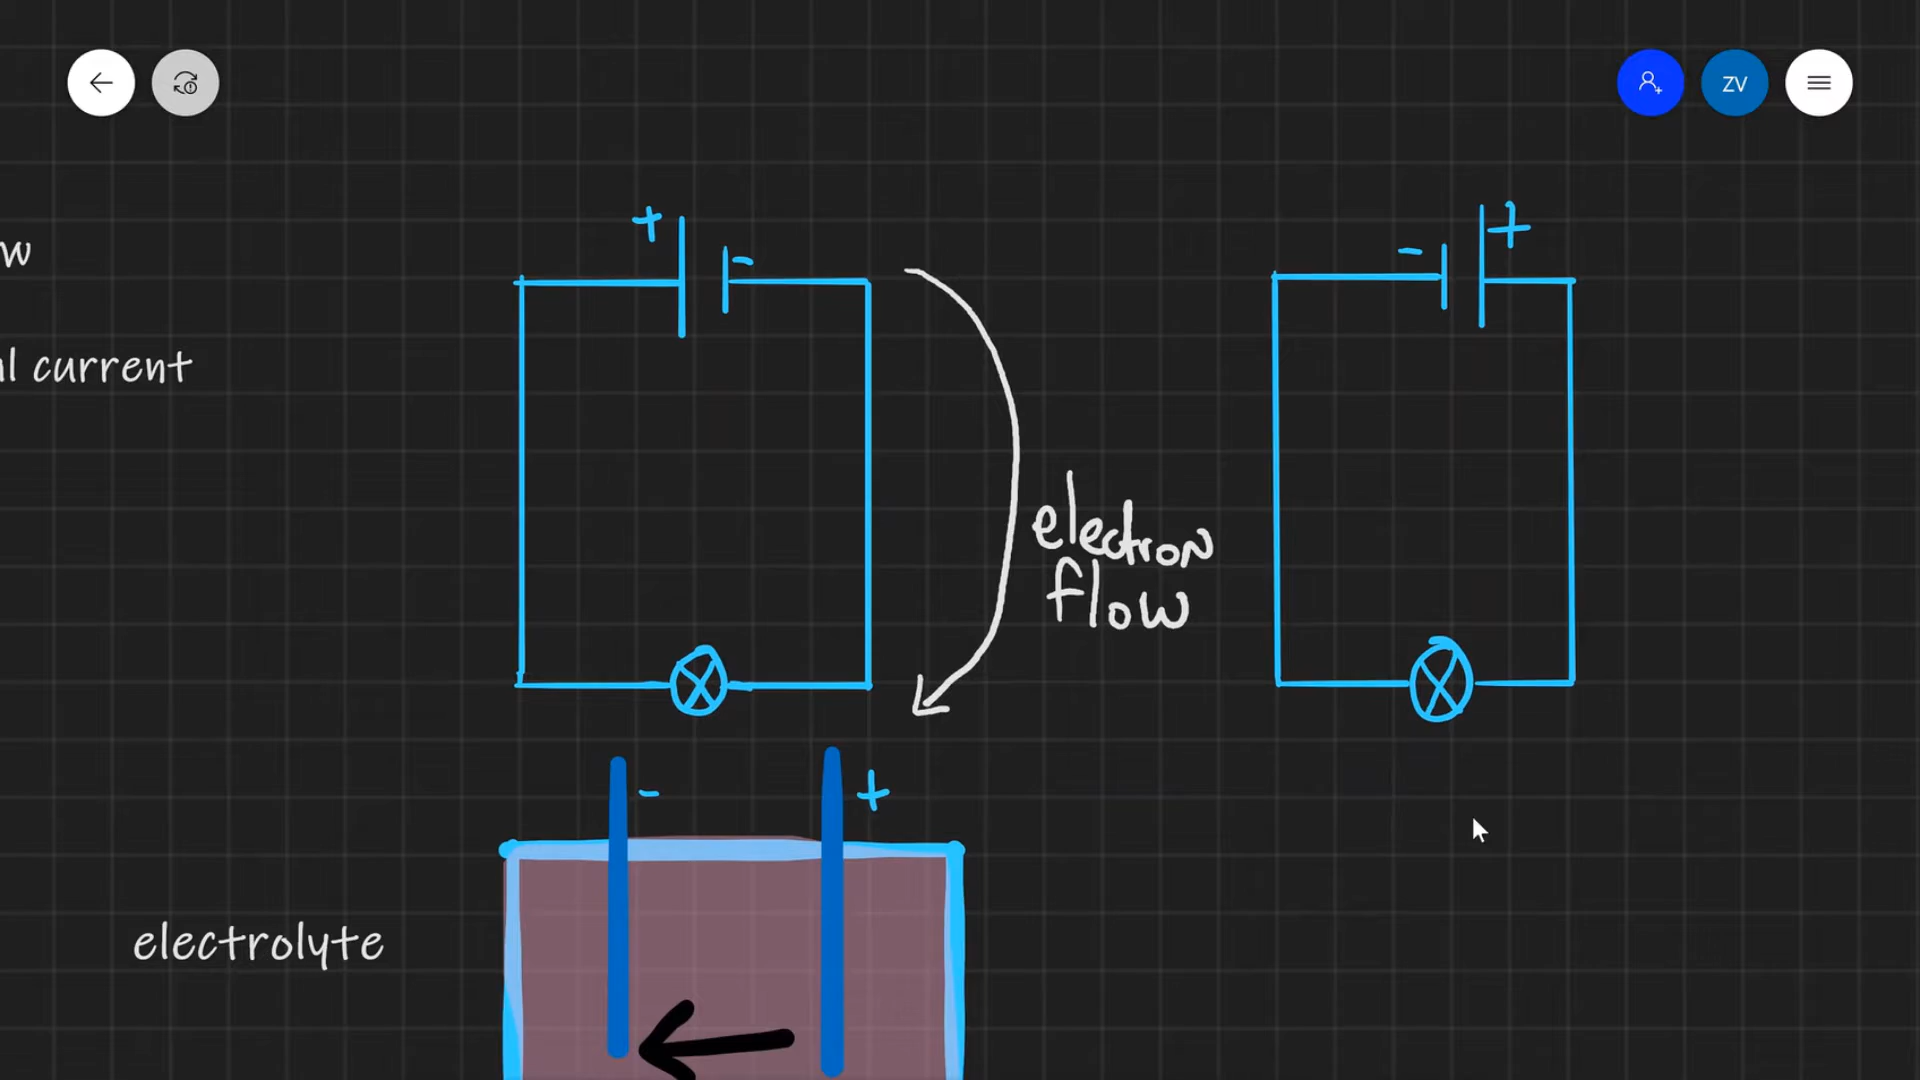 ZV
+
-
-
+
w
l current
electron
flow
-
+
electrolyte